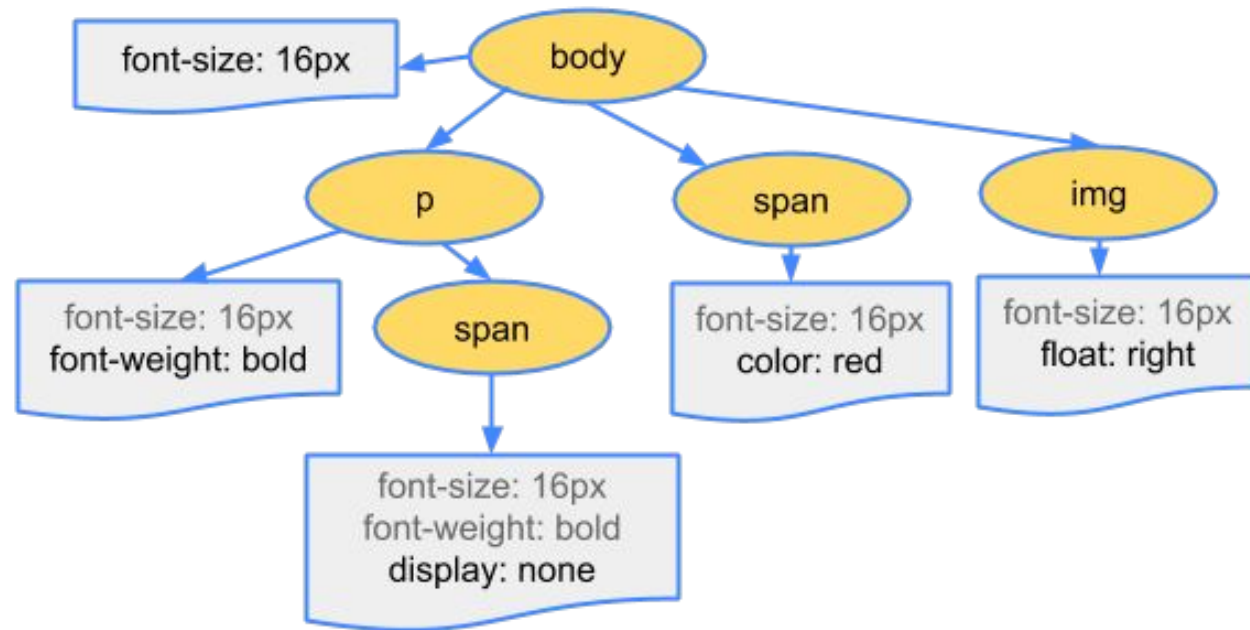 font-size: 16px
body
p
span
img
font-size: 16px
font-weight: bold
span
font-size: 16px
color: red
font-size: 16px
float: right
font-size: 16px
font-weight: bold
display: none